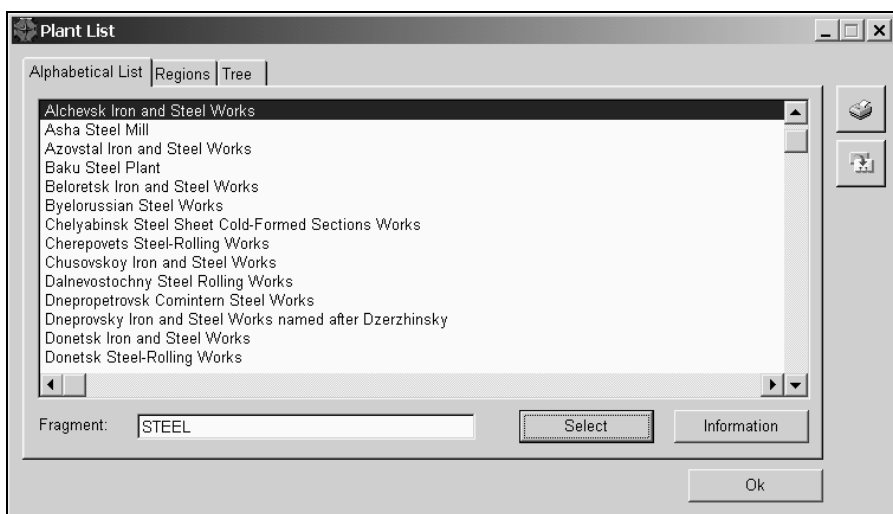 Plant List
Alphabetical List Regions Tree
Alchevsk Iron and Steel Works
Asha Steel Mill
Azovstal Iron and Steel Works
Baku Steel Plant
Beloretsk Iron and Steel Works
Byelorussian Steel Works
Chelyabinsk Steel Sheet Cold-Formed Sections Works
Cherepovets Steel-Rolling Works
Chusovskoy Iron and Steel Works
Dalnevostochny Steel Rolling Works
Dnepropetrovsk Comintern Steel Works
Dneprovsky Iron and Steel Works named after Dzerzhinsky
Donetsk Iron and Steel Works
Donetsk Steel-Rolling Works
Fragment: STEEL Select Information
Ok